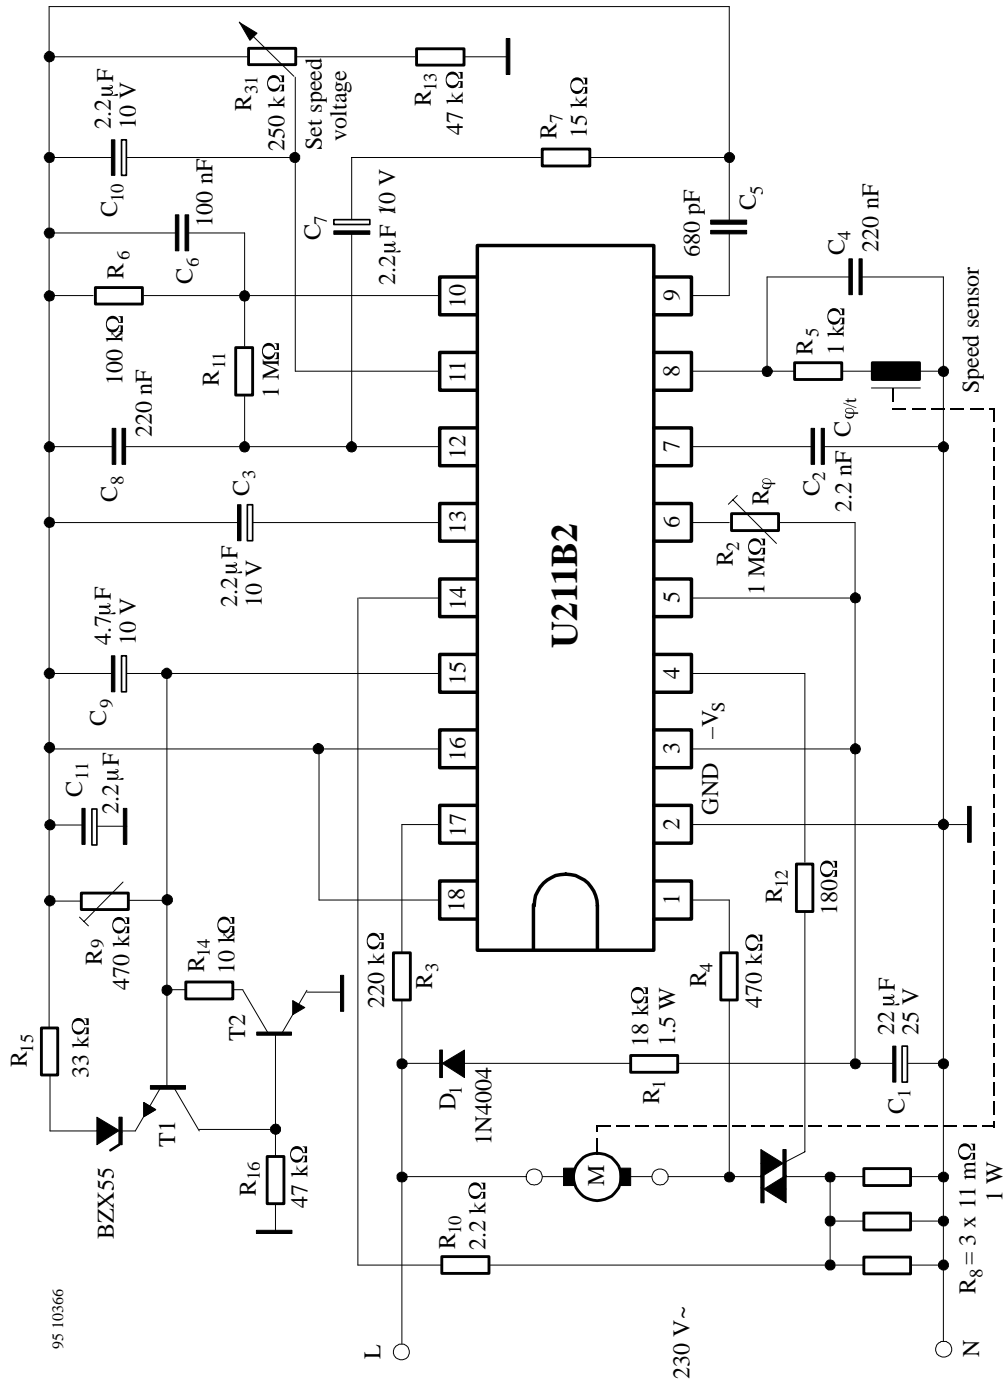 95 10366
R15
33 kΩ
BZX55
T1
R9
470 kΩ
C11
2.2µF
C9
4.7µF
10 V
C8
220 nF
R6
100 kΩ
C10
2.2µF
10 V
R14
10 kΩ
T2
R16
47 kΩ
C3
2.2µF
10 V
R11
1 MΩ
C6
100 nF
R31
250 kΩ
Set speed
voltage
C7
2.2µF 10 V
R13
47 kΩ
L
220 kΩ
R3
18
17
16
15
14
13
12
11
10
R10
2.2 kΩ
D1
1N4004
M
R7
15 kΩ
U211B2
18 kΩ
1.5 W
R1
1
2
3
4
5
6
7
8
9
230 V~
R4
470 kΩ
GND
–VS
R2
1 MΩ
Rφ
680 pF
C5
R12
180Ω
C2
2.2 nF
Cφ/t
R5
1 kΩ
C4
220 nF
C1
22 µF
25 V
N
R8 = 3 x 11 mΩ
1 W
Speed sensor